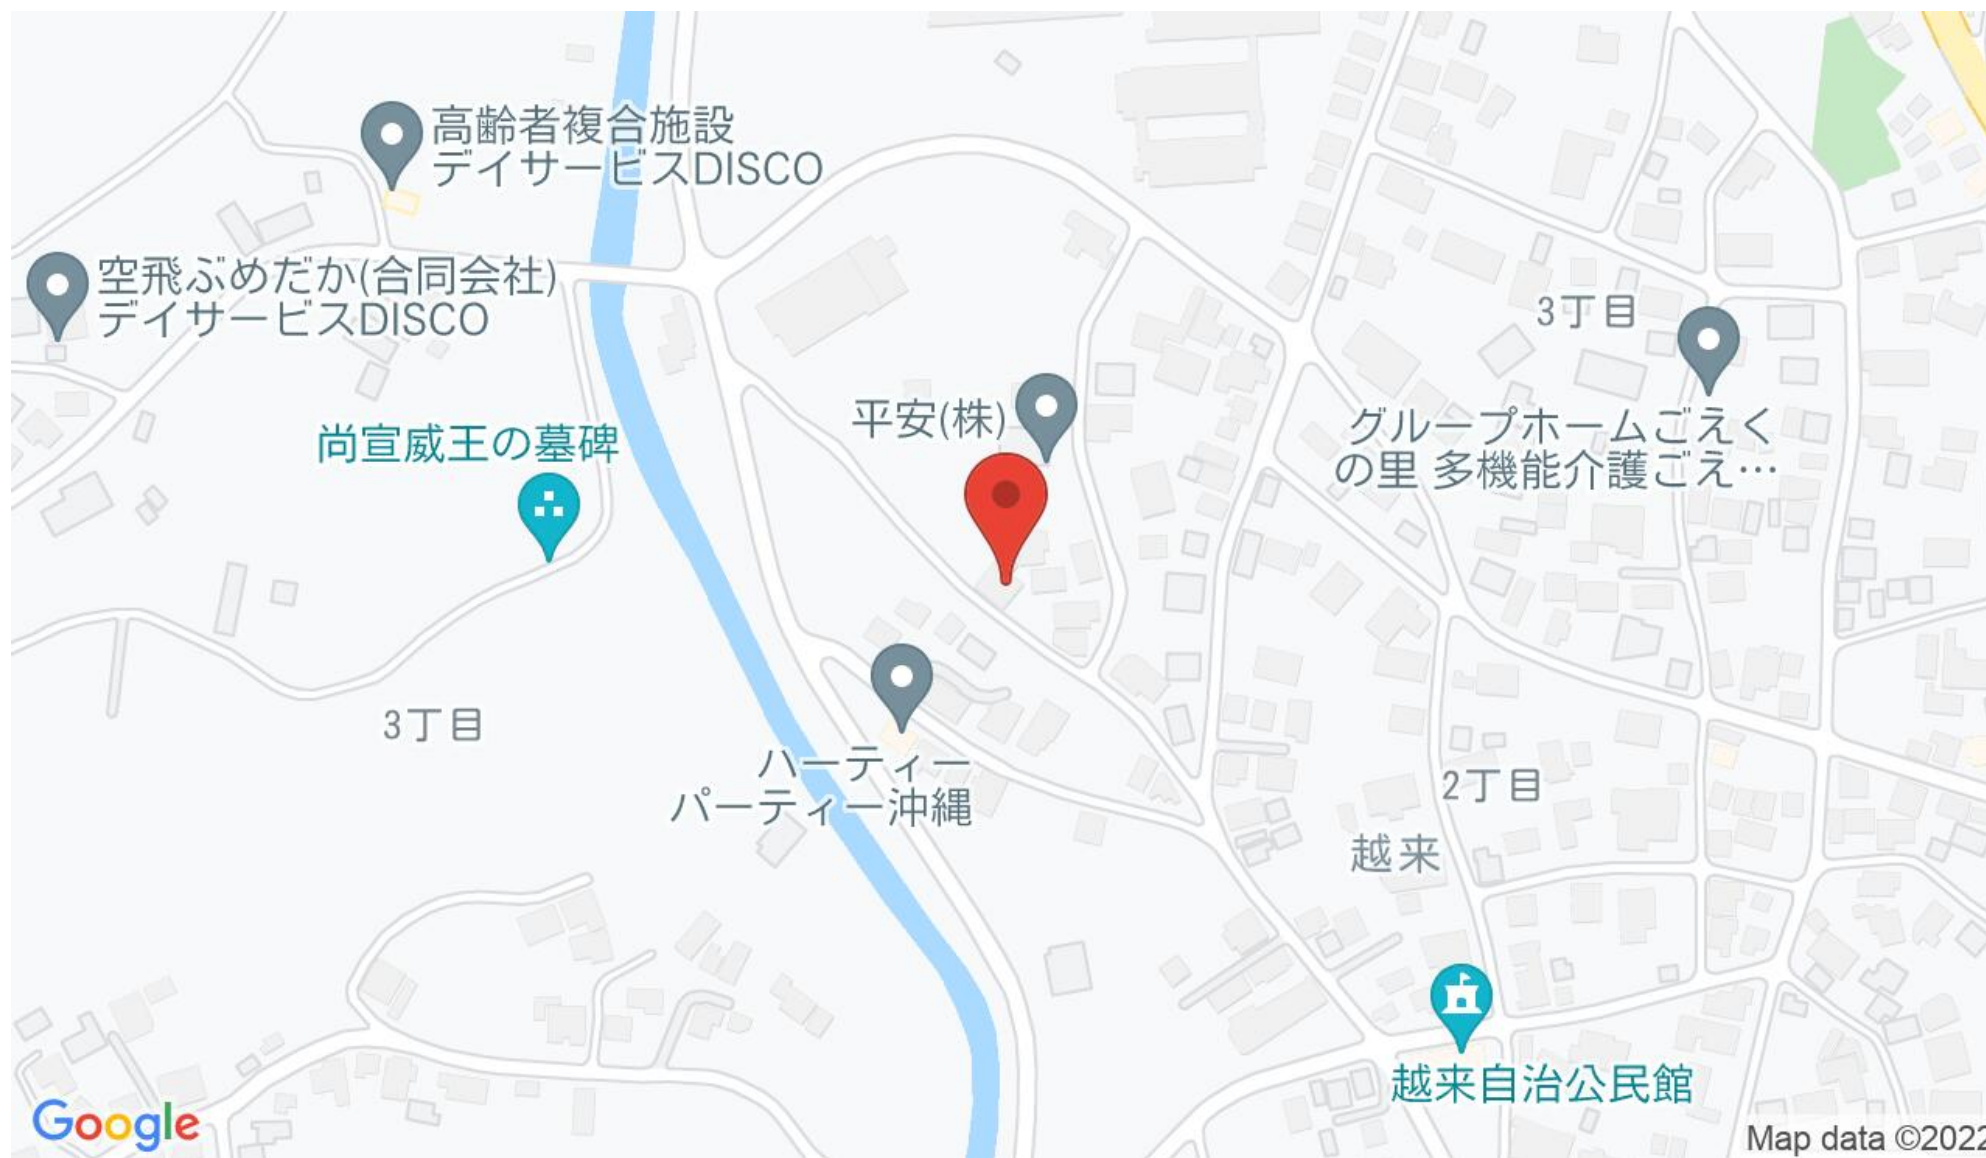 高齢者複合施設
デイサービスDISCO
空飛ぶめだか(合同会社)
デイサービスDISCO
3丁目
平安(株)
尚宣威王の墓碑
グループホームごえく
の里 多機能介護ごえ…
3丁目
ハーティー
パーティー沖縄
2丁目
越来
越来自治公民館
Google
Map data ©2022